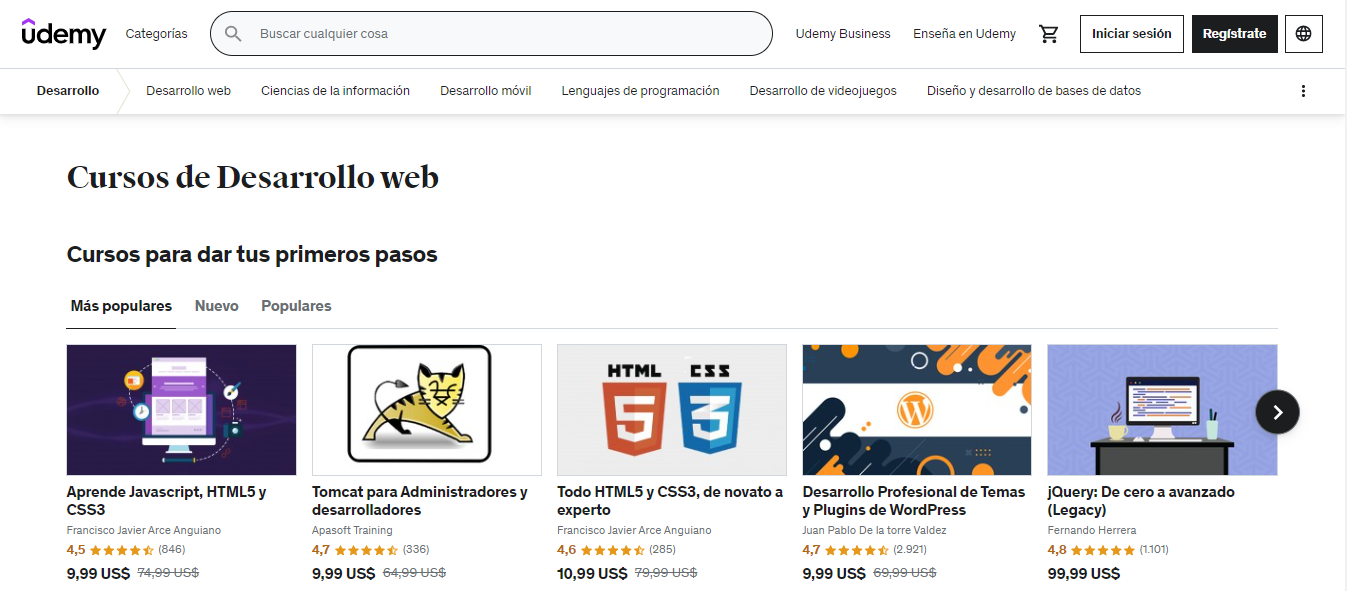 udemy
Categorías
Buscar cualquier cosa
Udemy Business
Enseña en Udemy
Iniciar sesión
Regístrate
Desarrollo
Desarrollo web
Ciencias de la información
Desarrollo móvil
Lenguajes de programación
Desarrollo de videojuegos
Diseño y desarrollo de bases de datos
Cursos de Desarrollo web
Cursos para dar tus primeros pasos
Más populares
Nuevo
Populares
Aprende Javascript, HTML5 y
CSS3
Francisco Javier Arce Anguiano
4,5 (846)
9,99 US$ 74,99 US$
Tomcat para Administradores y
desarrolladores
Apasoft Training
4,7 (336)
9,99 US$ 64,99 US$
HTML CSS
5 3
Todo HTML5 y CSS3, de novato a
experto
Francisco Javier Arce Anguiano
4,6 (285)
10,99 US$ 79,99 US$
W
Desarrollo Profesional de Temas
y Plugins de WordPress
Juan Pablo De la torre Valdez
4,7 (2.921)
9,99 US$ 69,99 US$
jQuery: De cero a avanzado
(Legacy)
Fernando Herrera
4,8 (1.101)
99,99 US$